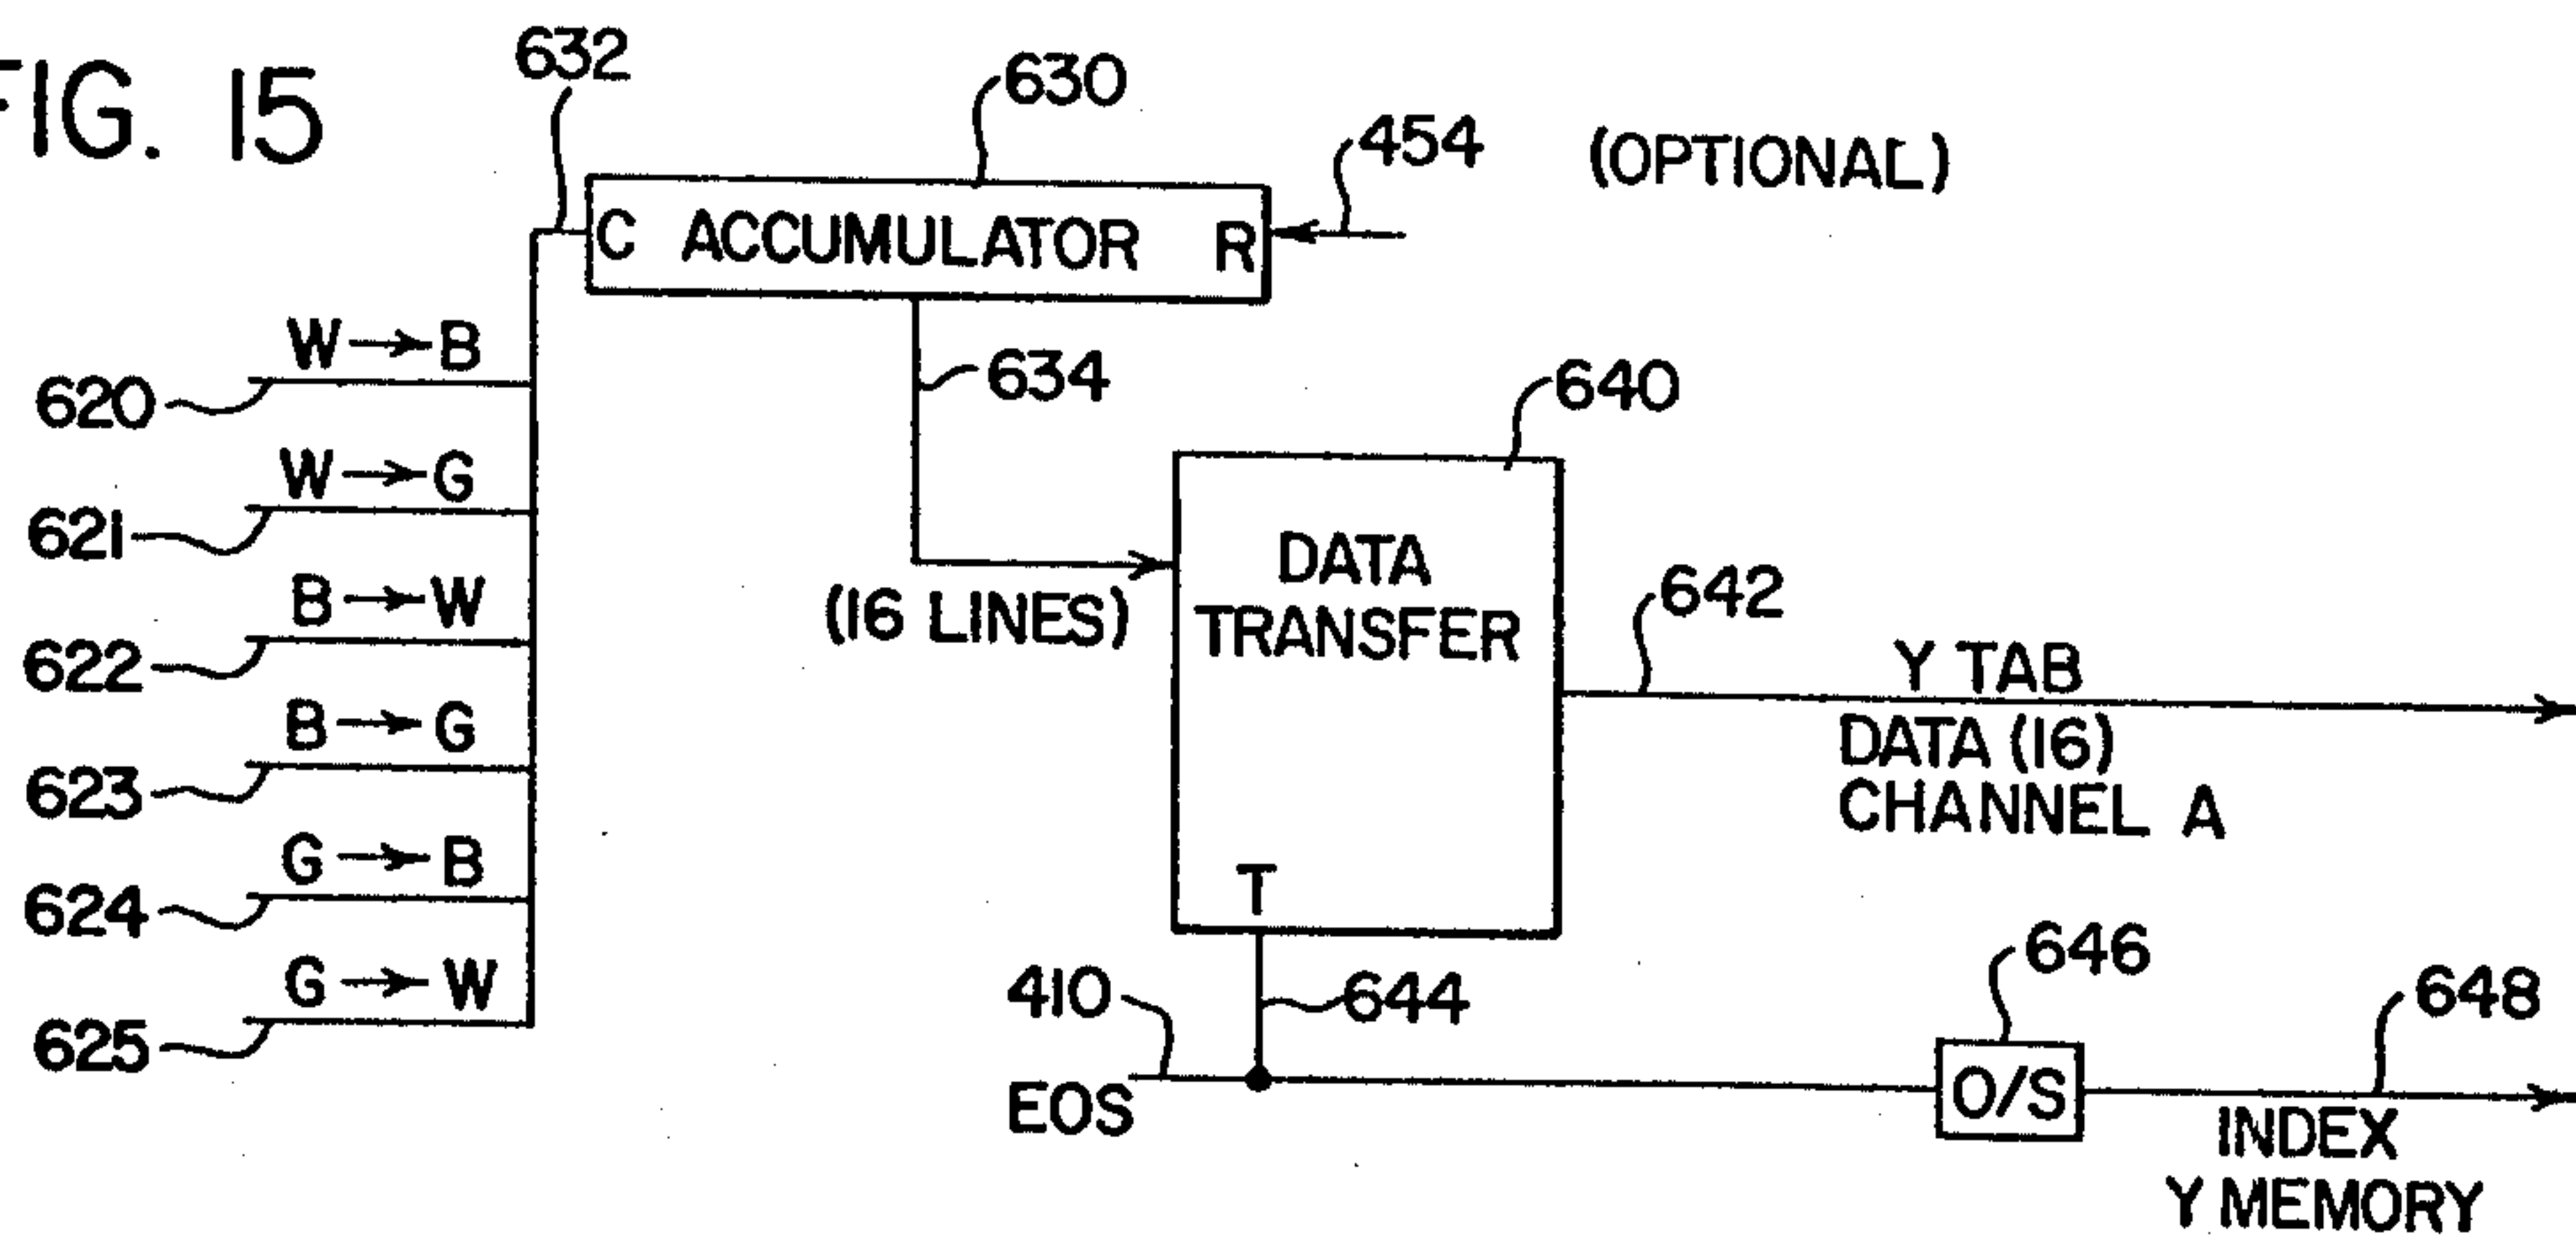 FIG. 15
632
630
454 (OPTIONAL)
C ACCUMULATOR R
W→B
620
634
640
W→G
621
DATA
TRANSFER
(16 LINES)
B→W
622
642
Y TAB
DATA (16)
CHANNEL A
B→G
623
G→B
624
T
G→W
625
410
644
646
648
EOS
O/S
INDEX
Y MEMORY